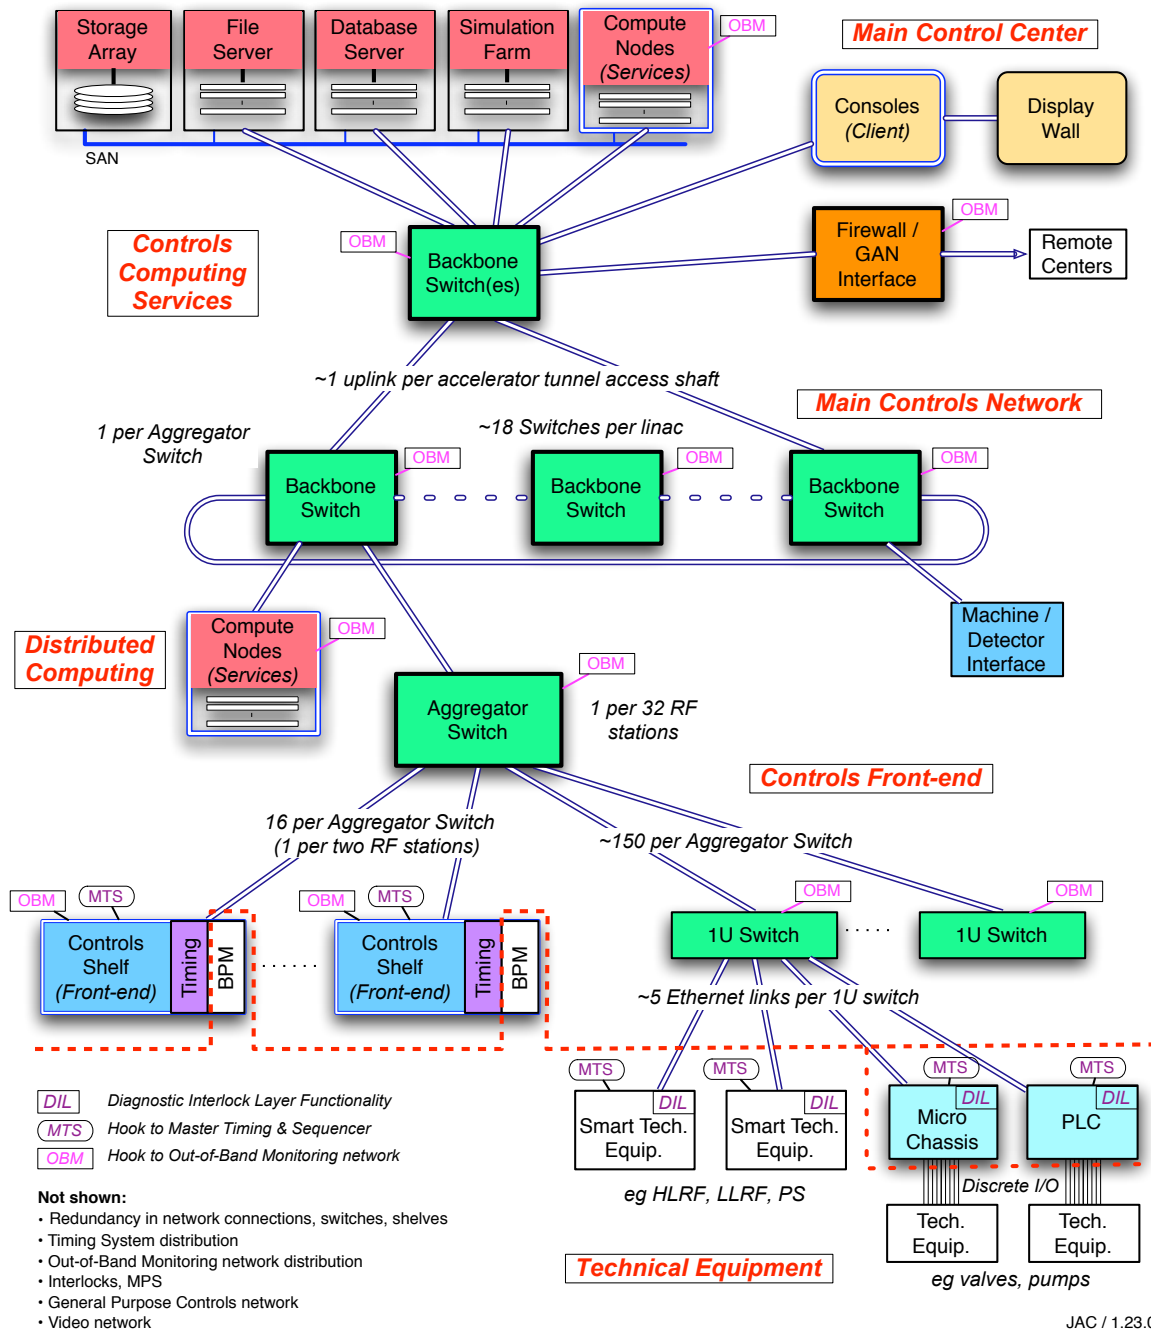 Storage
Array
File
Server
Database
Server
Simulation
Farm
Compute
Nodes
(Services)
OBM
Main Control Center
Consoles
(Client)
Display
Wall
SAN
Controls
Computing
Services
OBM
Backbone
Switch(es)
Firewall /
GAN
Interface
OBM
Remote
Centers
~1 uplink per accelerator tunnel access shaft
Main Controls Network
1 per Aggregator
Switch
~18 Switches per linac
Backbone
Switch
OBM
Backbone
Switch
OBM
Backbone
Switch
OBM
Distributed
Computing
Compute
Nodes
(Services)
OBM
Machine /
Detector
Interface
Aggregator
Switch
OBM
1 per 32 RF
stations
Controls Front-end
16 per Aggregator Switch
(1 per two RF stations)
~150 per Aggregator Switch
OBM
MTS
Controls
Shelf
(Front-end)
Timing
BPM
OBM
MTS
Controls
Shelf
(Front-end)
Timing
BPM
OBM
1U Switch
OBM
1U Switch
~5 Ethernet links per 1U switch
MTS
DIL
Smart Tech.
Equip.
MTS
DIL
Smart Tech.
Equip.
eg HLRF, LLRF, PS
MTS
DIL
Micro
Chassis
MTS
DIL
PLC
Discrete I/O
Tech.
Equip.
Tech.
Equip.
eg valves, pumps
Technical Equipment
DIL Diagnostic Interlock Layer Functionality
MTS Hook to Master Timing & Sequencer
OBM Hook to Out-of-Band Monitoring network
Not shown:
• Redundancy in network connections, switches, shelves
• Timing System distribution
• Out-of-Band Monitoring network distribution
• Interlocks, MPS
• General Purpose Controls network
• Video network
JAC / 1.23.0